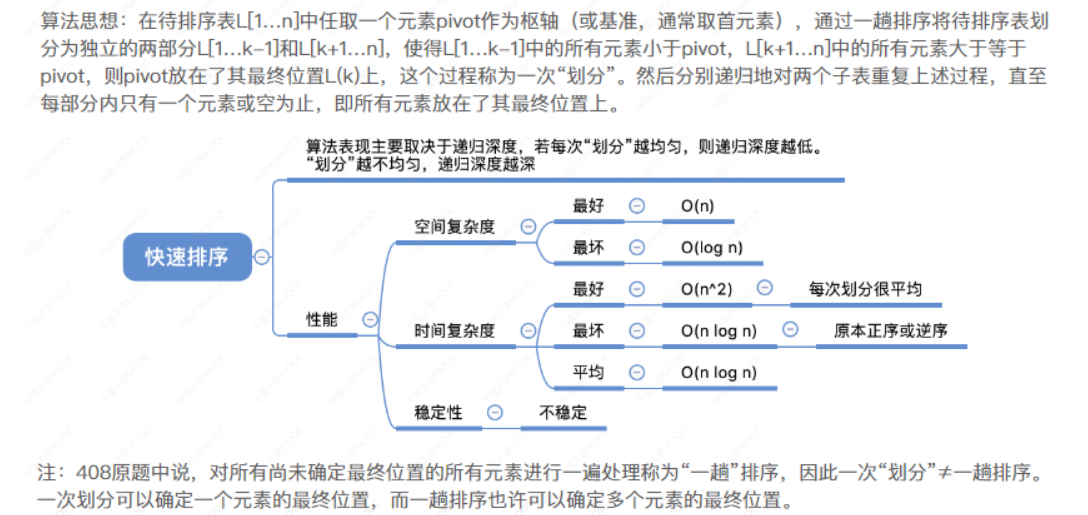 算法思想：在待排序表L[1…n]中任取一个元素pivot作为枢轴（或基准，通常取首元素），通过一趟排序将待排序表划
分为独立的两部分L[1…k-1]和L[k+1…n]，使得L[1…k-1]中的所有元素小于pivot，L[k+1…n]中的所有元素大于等于
pivot，则pivot放在了其最终位置L(k)上，这个过程称为一次“划分”。然后分别递归地对两个子表重复上述过程，直至
每部分内只有一个元素或空为止，即所有元素放在了其最终位置上。
算法表现主要取决于递归深度，若每次“划分”越均匀，则递归深度越低。
“划分”越不均匀，递归深度越深
快速排序
性能
空间复杂度
最好 O(n)
最坏 O(log n)
时间复杂度
最好 O(n^2) 每次划分很平均
最坏 O(n log n) 原本正序或逆序
平均 O(n log n)
稳定性 不稳定
注：408原题中说，对所有尚未确定最终位置的所有元素进行一遍处理称为“一趟”排序，因此一次“划分”≠一趟排序。
一次划分可以确定一个元素的最终位置，而一趟排序也许可以确定多个元素的最终位置。